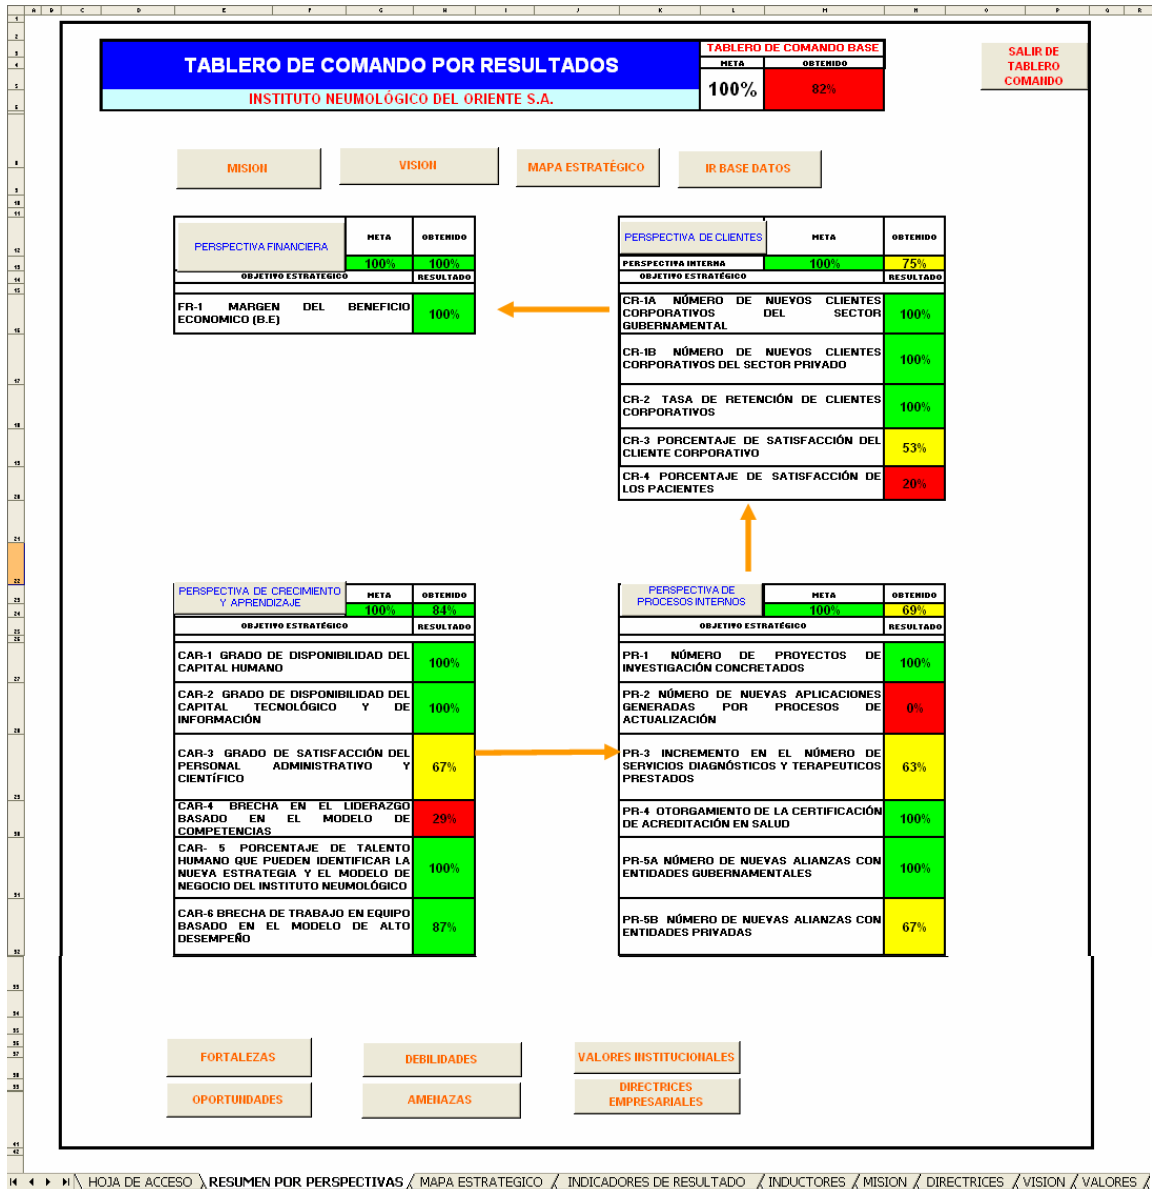 A B C D E F G H I J K L M N O P Q R
TABLERO DE COMANDO POR RESULTADOS
INSTITUTO NEUMOLÓGICO DEL ORIENTE S.A.
TABLERO DE COMANDO BASE
META OBTENIDO
100% 82%
SALIR DE
TABLERO
COMANDO
MISION
VISION
MAPA ESTRATÉGICO
IR BASE DATOS
PERSPECTIVA FINANCIERA
META OBTENIDO
100% 100%
OBJETIVO ESTRATEGICO RESULTADO
FR-1 MARGEN DEL BENEFICIO
ECONOMICO (B.E)
100%
PERSPECTIVA DE CLIENTES
META OBTENIDO
PERSPECTIVA INTERNA 100% 75%
OBJETIVO ESTRATÉGICO RESULTADO
CR-1A NÚMERO DE NUEVOS CLIENTES
CORPORATIVOS DEL SECTOR
GUBERNAMENTAL
100%
CR-1B NÚMERO DE NUEVOS CLIENTES
CORPORATIVOS DEL SECTOR PRIVADO
100%
CR-2 TASA DE RETENCIÓN DE CLIENTES
CORPORATIVOS
100%
CR-3 PORCENTAJE DE SATISFACCIÓN DEL
CLIENTE CORPORATIVO
53%
CR-4 PORCENTAJE DE SATISFACCIÓN DE
LOS PACIENTES
20%
PERSPECTIVA DE CRECIMIENTO
Y APRENDIZAJE
META OBTENIDO
100% 84%
OBJETIVO ESTRATÉGICO RESULTADO
CAR-1 GRADO DE DISPONIBILIDAD DEL
CAPITAL HUMANO
100%
CAR-2 GRADO DE DISPONIBILIDAD DEL
CAPITAL TECNOLÓGICO Y DE
INFORMACIÓN
100%
CAR-3 GRADO DE SATISFACCIÓN DEL
PERSONAL ADMINISTRATIVO Y
CIENTÍFICO
67%
CAR-4 BRECHA EN EL LIDERAZGO
BASADO EN EL MODELO DE
COMPETENCIAS
29%
CAR- 5 PORCENTAJE DE TALENTO
HUMANO QUE PUEDEN IDENTIFICAR LA
NUEVA ESTRATEGIA Y EL MODELO DE
NEGOCIO DEL INSTITUTO NEUMOLÓGICO
100%
CAR-6 BRECHA DE TRABAJO EN EQUIPO
BASADO EN EL MODELO DE ALTO
DESEMPEÑO
87%
PERSPECTIVA DE
PROCESOS INTERNOS
META OBTENIDO
100% 69%
OBJETIVO ESTRATÉGICO RESULTADO
PR-1 NÚMERO DE PROYECTOS DE
INVESTIGACIÓN CONCRETADOS
100%
PR-2 NÚMERO DE NUEVAS APLICACIONES
GENERADAS POR PROCESOS DE
ACTUALIZACIÓN
0%
PR-3 INCREMENTO EN EL NÚMERO DE
SERVICIOS DIAGNÓSTICOS Y TERAPEUTICOS
PRESTADOS
63%
PR-4 OTORGAMIENTO DE LA CERTIFICACIÓN
DE ACREDITACIÓN EN SALUD
100%
PR-5A NÚMERO DE NUEVAS ALIANZAS CON
ENTIDADES GUBERNAMENTALES
100%
PR-5B NÚMERO DE NUEVAS ALIANZAS CON
ENTIDADES PRIVADAS
67%
FORTALEZAS
DEBILIDADES
VALORES INSTITUCIONALES
OPORTUNIDADES
AMENAZAS
DIRECTRICES
EMPRESARIALES
HOJA DE ACCESO RESUMEN POR PERSPECTIVAS MAPA ESTRATEGICO INDICADORES DE RESULTADO INDUCTORES MISION DIRECTRICES VISION VALORES